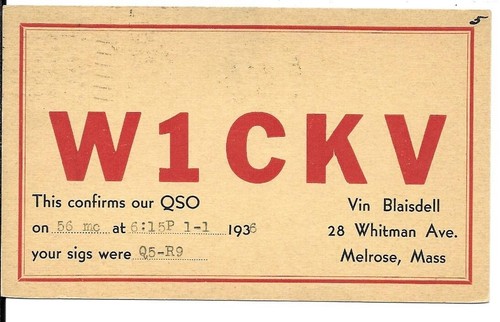 5
W1CKV
This confirms our QSO
on 56 mc at 6:15P 1-1 1936
your sigs were Q5-R9
Vin Blaisdell
28 Whitman Ave.
Melrose, Mass